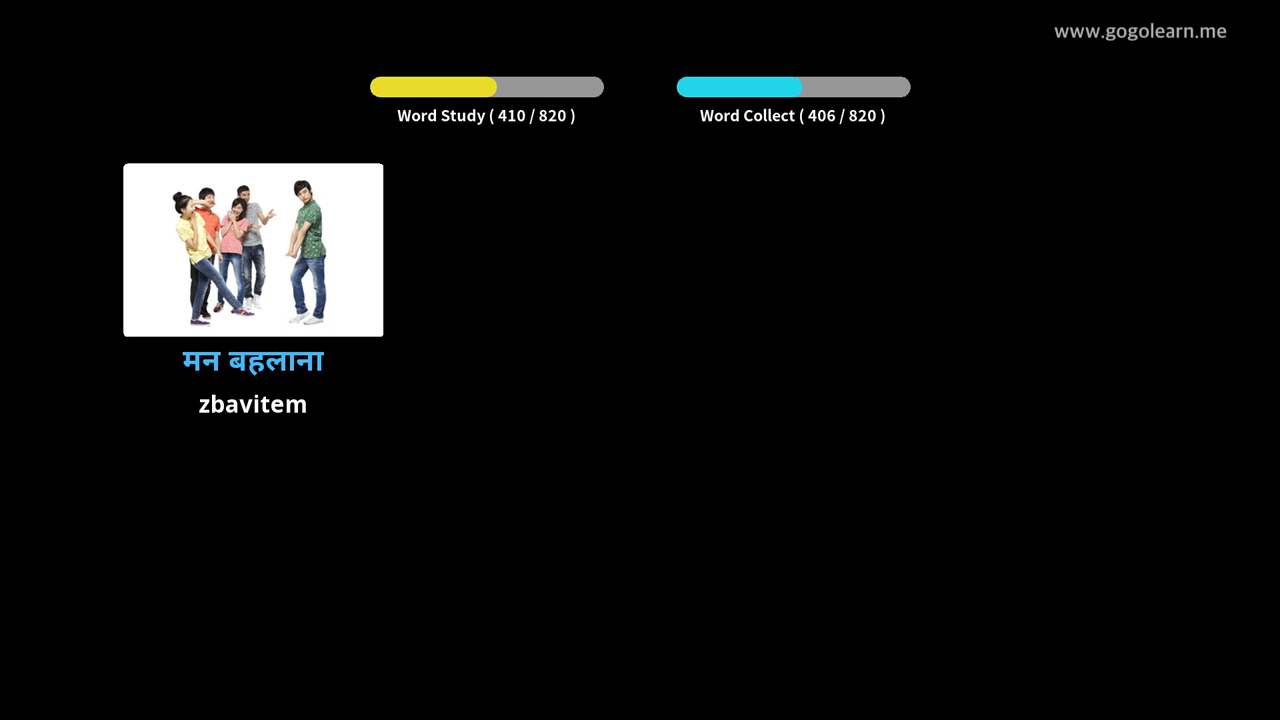 www.gogolearn.me
Word Study ( 410 / 820 )
Word Collect ( 406 / 820 )
मन बहलाना
zbavitem